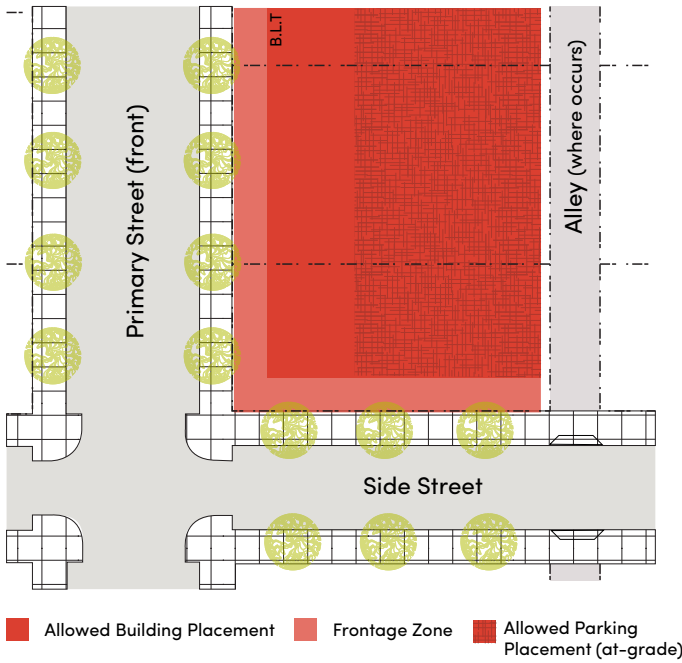 B.L.T
Primary Street (front)
Alley (where occurs)
Side Street
Allowed Building Placement
Frontage Zone
Allowed Parking
Placement (at-grade)